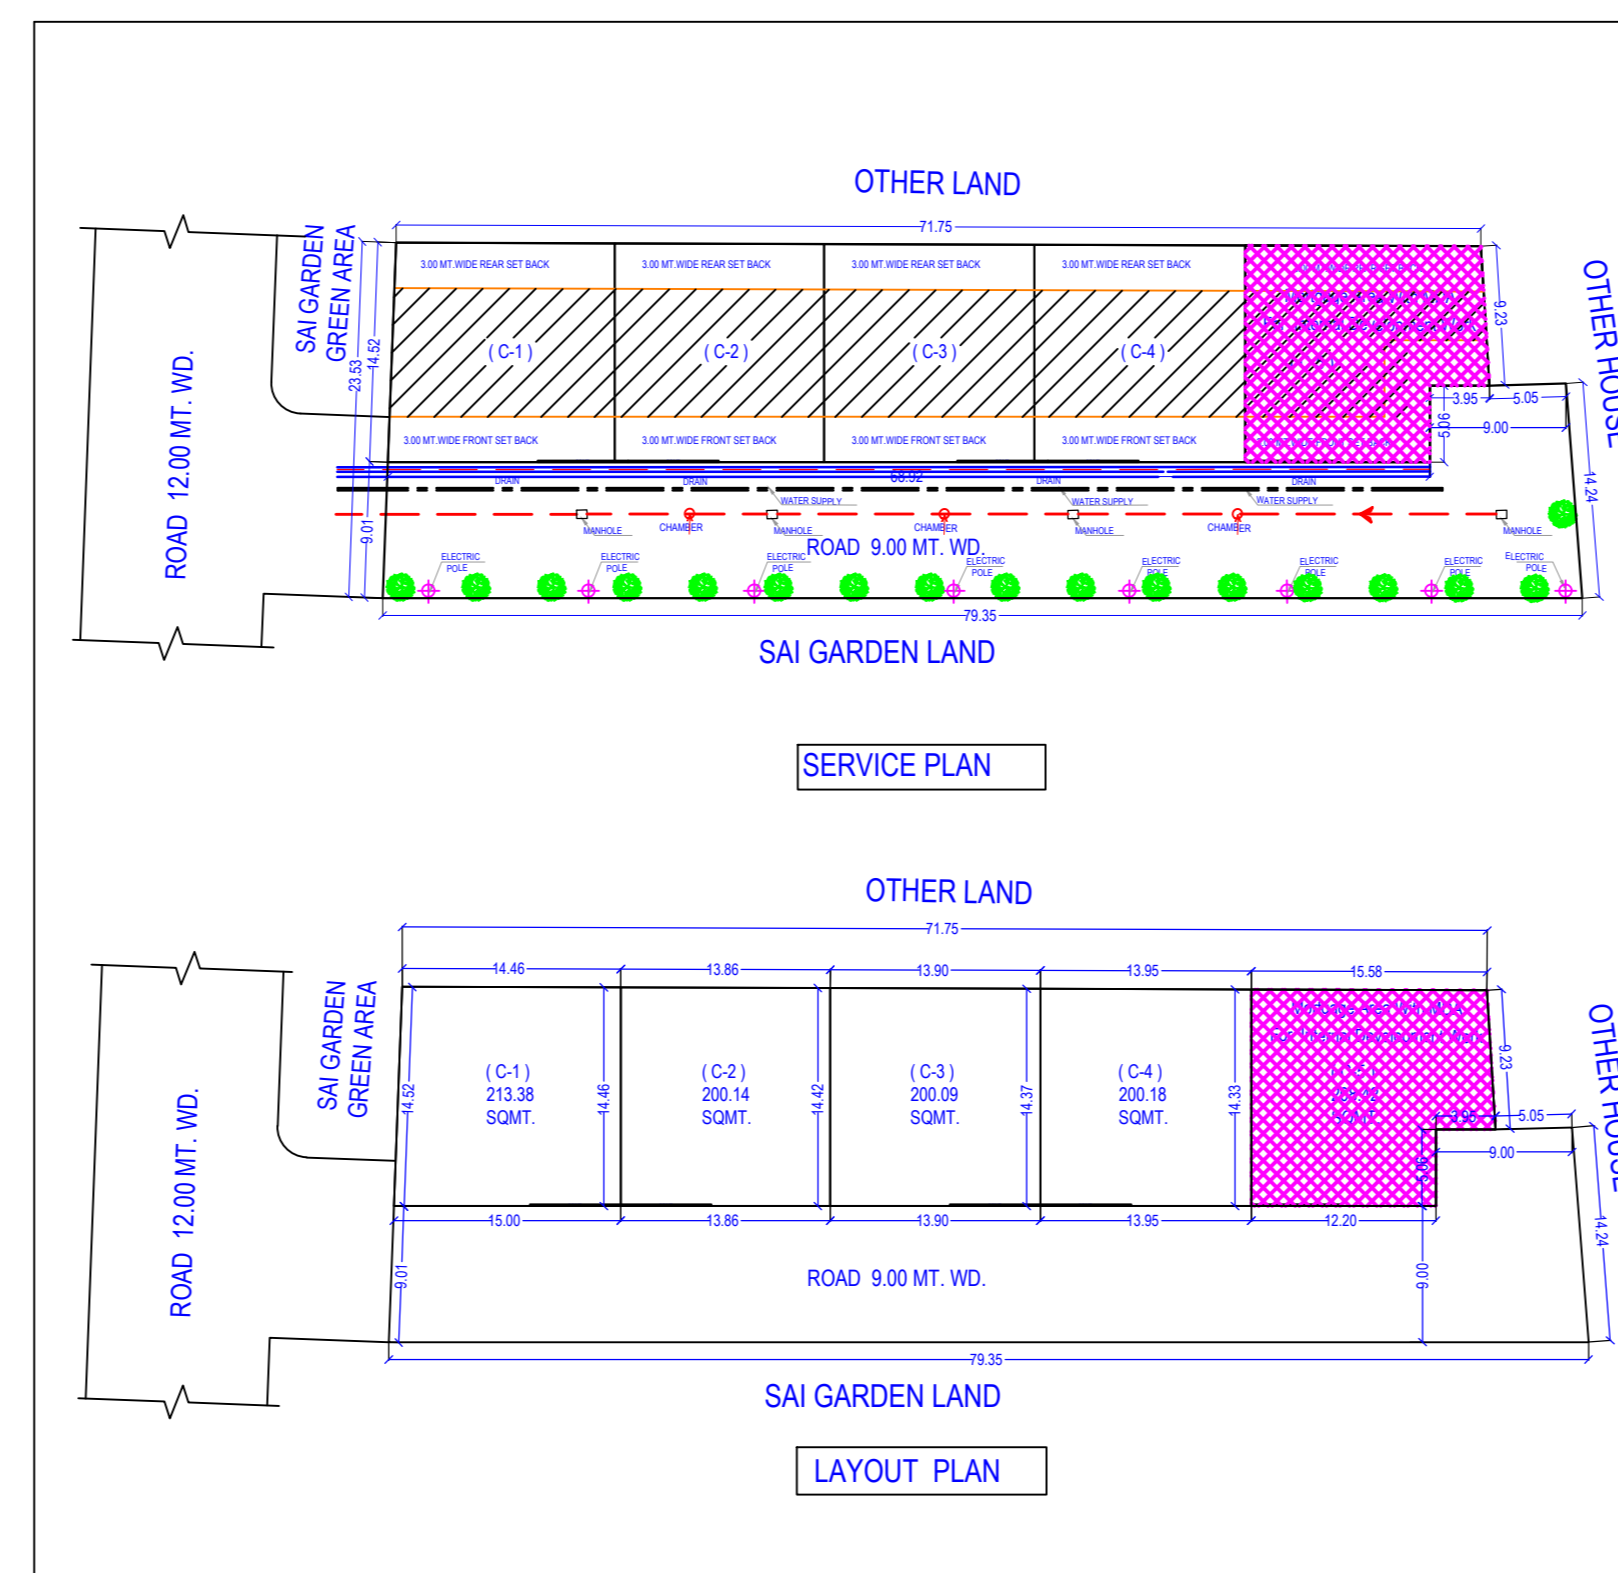 OTHER LAND
71.75
SAI GARDEN
GREEN AREA
OTHER HOUSE
ROAD 12.00 MT. WD.
23.53
14.52
9.01
3.00 MT.WIDE REAR SET BACK
3.00 MT.WIDE REAR SET BACK
3.00 MT.WIDE REAR SET BACK
3.00 MT.WIDE REAR SET BACK
9.23
( C-1 )
( C-2 )
( C-3 )
( C-4 )
3.95
5.05
9.00
5.06
14.24
3.00 MT.WIDE FRONT SET BACK
3.00 MT.WIDE FRONT SET BACK
3.00 MT.WIDE FRONT SET BACK
3.00 MT.WIDE FRONT SET BACK
68.92
DRAIN
DRAIN
DRAIN
DRAIN
WATER SUPPLY
WATER SUPPLY
WATER SUPPLY
MANHOLE
CHAMBER
MANHOLE
CHAMBER
MANHOLE
CHAMBER
MANHOLE
ROAD 9.00 MT. WD.
ELECTRIC
POLE
ELECTRIC
POLE
ELECTRIC
POLE
ELECTRIC
POLE
ELECTRIC
POLE
ELECTRIC
POLE
ELECTRIC
POLE
ELECTRIC
POLE
79.35
SAI GARDEN LAND
SERVICE PLAN
OTHER LAND
71.75
14.46
13.86
13.90
13.95
15.58
SAI GARDEN
GREEN AREA
OTHER HOUSE
ROAD 12.00 MT. WD.
Mortgage Area With MDA
For Internal Development Work
14.52
( C-1 )
213.38
SQMT.
14.46
( C-2 )
200.14
SQMT.
14.42
( C-3 )
200.09
SQMT.
14.37
( C-4 )
200.18
SQMT.
14.33
SQMT.
9.23
3.95
5.05
9.00
5.06
14.24
15.00
13.86
13.90
13.95
12.20
9.01
ROAD 9.00 MT. WD.
9.00
79.35
SAI GARDEN LAND
LAYOUT PLAN